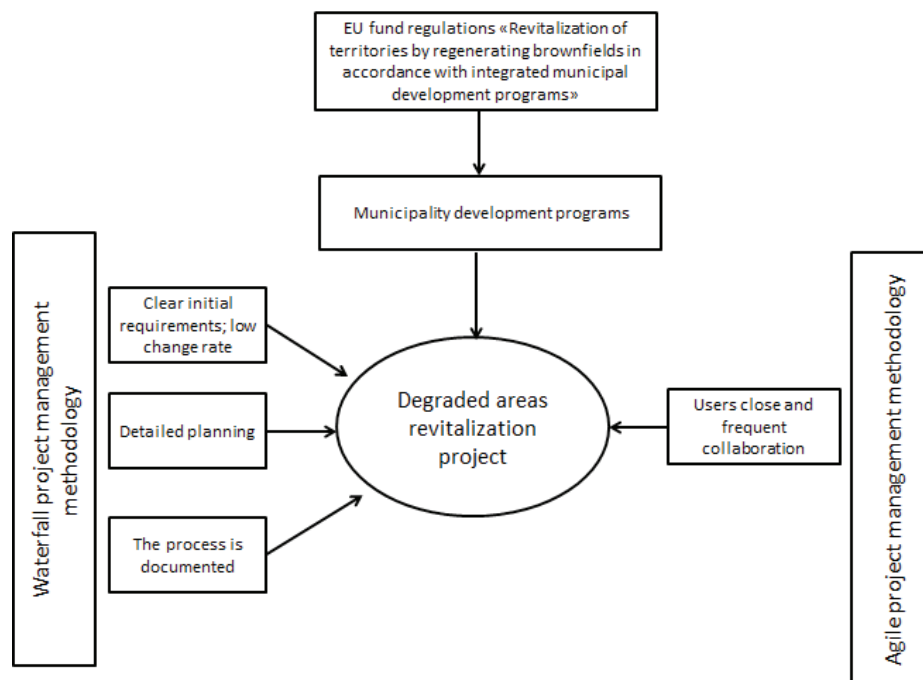 EU fund regulations «Revitalization of
territories by regenerating brownfields in
accordance with integrated municipal
development programs»
Municipality development programs
Waterfall project management
methodology
Clear initial
requirements; low
change rate
Detailed planning
The process is
documented
Degraded areas
revitalization
project
Users close and
frequent
collaboration
Agile project management methodology